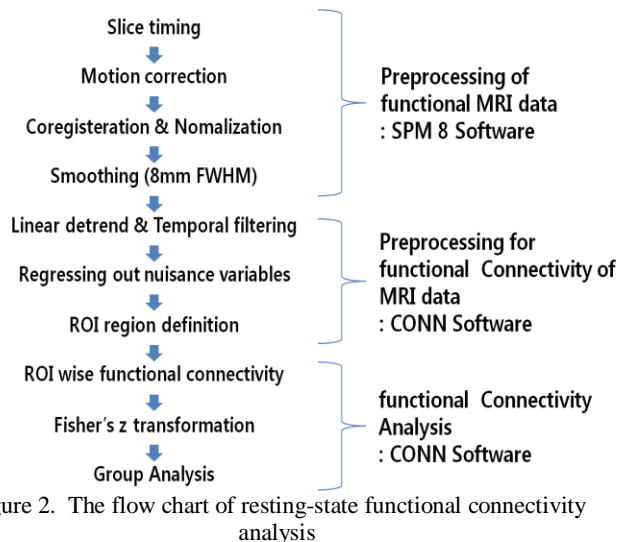 Slice timing
Motion correction
Coregisteration & Nomalization
Smoothing (8mm FWHM)
Preprocessing of
functional MRI data
: SPM 8 Software
Linear detrend & Temporal filtering
Regressing out nuisance variables
ROI region definition
Preprocessing for
functional Connectivity of
MRI data
: CONN Software
ROI wise functional connectivity
Fisher's z transformation
Group Analysis
functional Connectivity
Analysis
: CONN Software
gure 2. The flow chart of resting-state functional connectivity
analysis